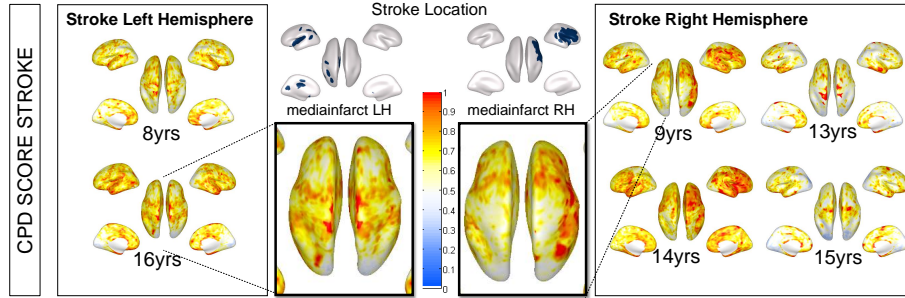 CPD SCORE STROKE
Stroke Left Hemisphere
8yrs
16yrs
Stroke Location
mediainfarct LH
mediainfarct RH
1
0.9
0.8
0.7
0.6
0.5
0.4
0.3
0.2
0.1
0
Stroke Right Hemisphere
9yrs
13yrs
14yrs
15yrs